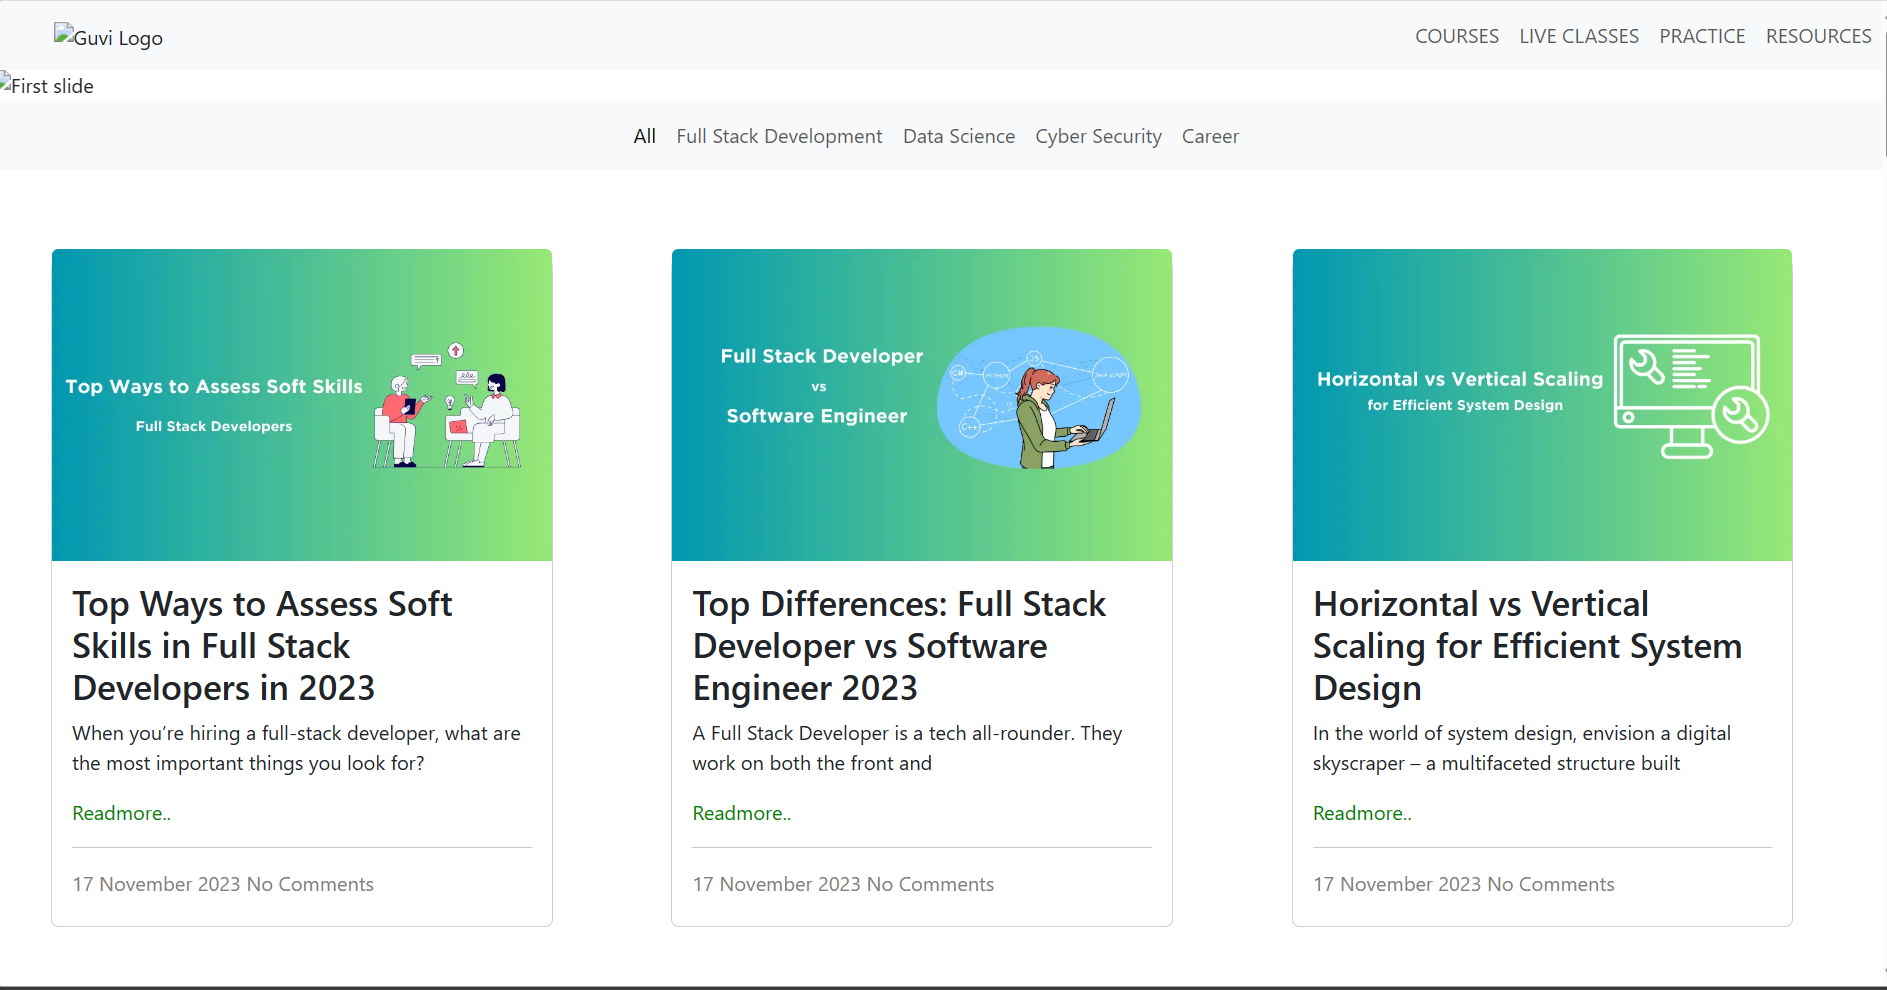 Guvi Logo
COURSES LIVE CLASSES PRACTICE RESOURCES
First slide
All Full Stack Development Data Science Cyber Security Career
Top Ways to Assess Soft Skills
Full Stack Developers
Top Ways to Assess Soft
Skills in Full Stack
Developers in 2023
When you’re hiring a full-stack developer, what are
the most important things you look for?
Readmore..
17 November 2023 No Comments
Full Stack Developer
vs
Software Engineer
JS
C#
PYTHON
JAVA SCRIPT
C++
Top Differences: Full Stack
Developer vs Software
Engineer 2023
A Full Stack Developer is a tech all-rounder. They
work on both the front and
Readmore..
17 November 2023 No Comments
Horizontal vs Vertical Scaling
for Efficient System Design
Horizontal vs Vertical
Scaling for Efficient System
Design
In the world of system design, envision a digital
skyscraper – a multifaceted structure built
Readmore..
17 November 2023 No Comments